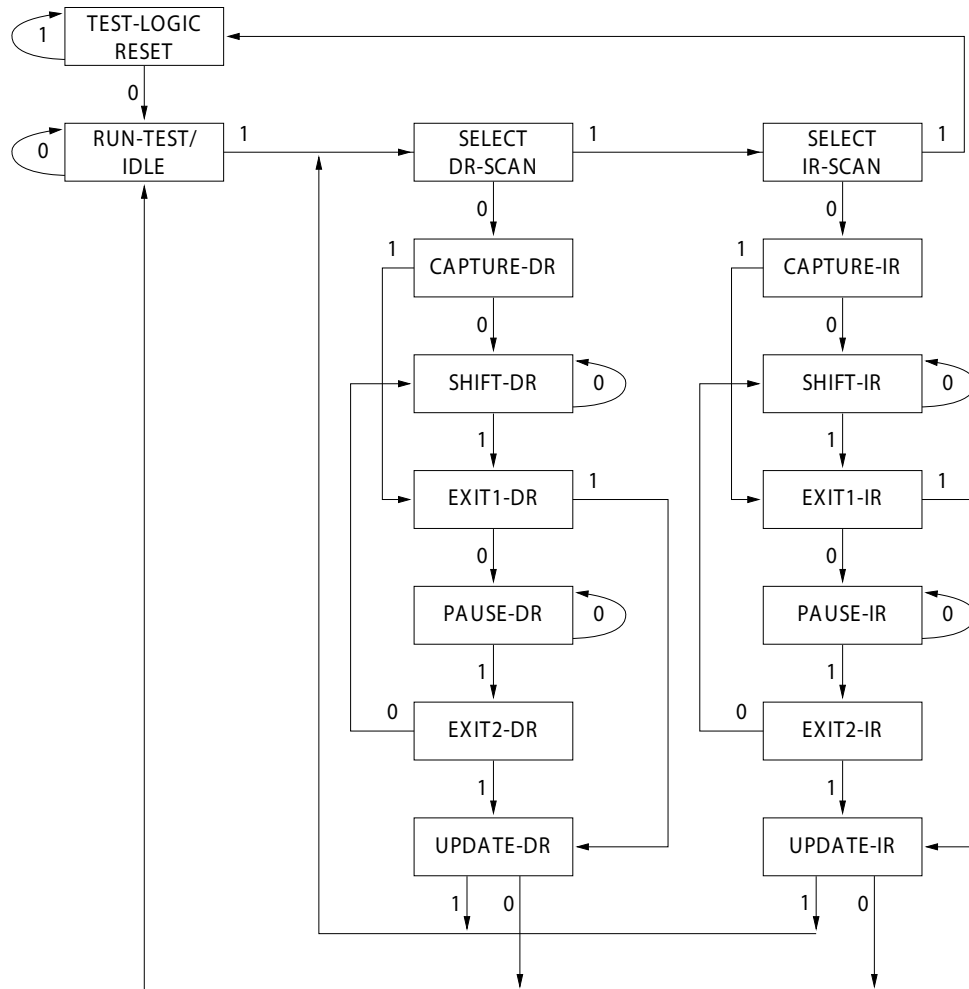 1
TEST-LOGIC
RESET
0
0
RUN-TEST/
IDLE
1
SELECT
DR-SCAN
1
SELECT
IR-SCAN
1
0
0
1
CAPTURE-DR
1
CAPTURE-IR
0
0
SHIFT-DR
0
SHIFT-IR
0
1
1
EXIT1-DR
1
EXIT1-IR
1
0
0
PAUSE-DR
0
PAUSE-IR
0
1
1
0
EXIT2-DR
0
EXIT2-IR
1
1
UPDATE-DR
UPDATE-IR
1
0
1
0